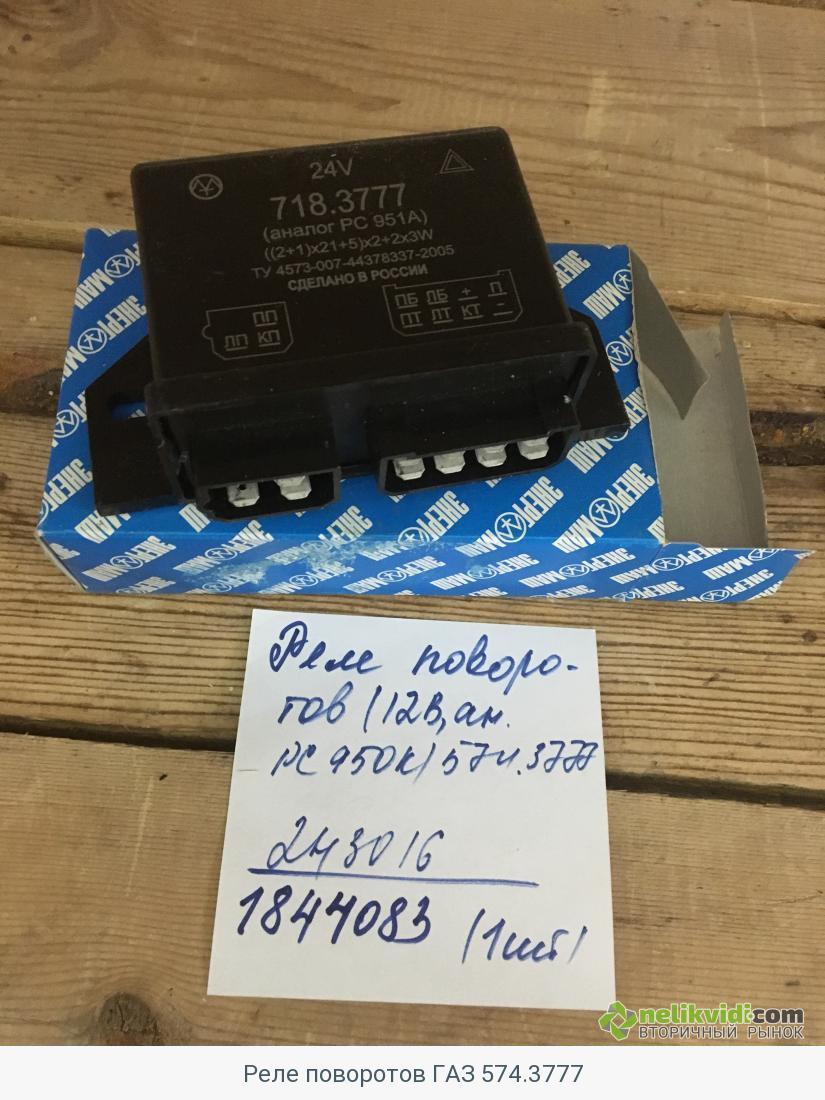 24V
718.3777
(аналог РС 951А)
((2+1)х21+5)х2+2х3W
ТУ 4573-007-44378337-2005
СДЕЛАНО В РОССИИ
ПП
ЛП КП
ПБ ЛБ + П
ПТ ЛТ КТ −
ЭНЕРГОМАШ
Реле поворо-
тов (12В, ан.
РС 950К) 574.3777
243016
1844083 (1шт)
nelikvidi.com
ВТОРИЧНЫЙ РЫНОК
Реле поворотов ГАЗ 574.3777